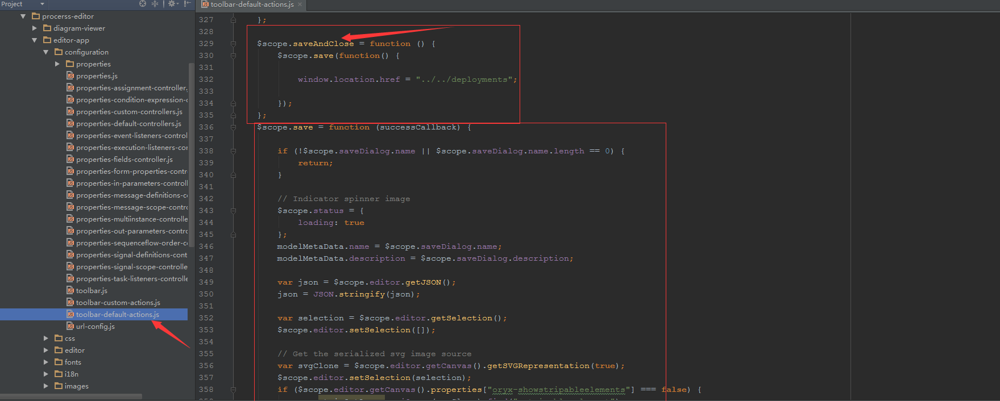 Project
procerss-editor
diagram-viewer
editor-app
configuration
properties
properties.js
properties-assignment-controller.
properties-condition-expression-c
properties-custom-controllers.js
properties-default-controllers.js
properties-event-listeners-control
properties-execution-listeners-cor
properties-fields-controller.js
properties-form-properties-contr
properties-in-parameters-controll
properties-message-definitions-c
properties-message-scope-contro
properties-multiinstance-controlle
properties-out-parameters-contro
properties-sequenceflow-order-c
properties-signal-definitions-cont
properties-signal-scope-controlle
properties-task-listeners-controlle
toolbar.js
toolbar-custom-actions.js
toolbar-default-actions.js
url-config.js
css
editor
fonts
i18n
images
toolbar-default-actions.js ×
327 };
328
329 $scope.saveAndClose = function () {
330 $scope.save(function() {
331
332 window.location.href = "../../deployments";
333
334 });
335 };
336 $scope.save = function (successCallback) {
337
338 if (!$scope.saveDialog.name || $scope.saveDialog.name.length == 0) {
339 return;
340 }
341
342 // Indicator spinner image
343 $scope.status = {
344 loading: true
345 };
346 modelMetaData.name = $scope.saveDialog.name;
347 modelMetaData.description = $scope.saveDialog.description;
348
349 var json = $scope.editor.getJSON();
350 json = JSON.stringify(json);
351
352 var selection = $scope.editor.getSelection();
353 $scope.editor.setSelection([]);
354
355 // Get the serialized svg image source
356 var svgClone = $scope.editor.getCanvas().getSVGRepresentation(true);
357 $scope.editor.setSelection(selection);
358 if ($scope.editor.getCanvas().properties["oryx-showstripableelements"] === false) {